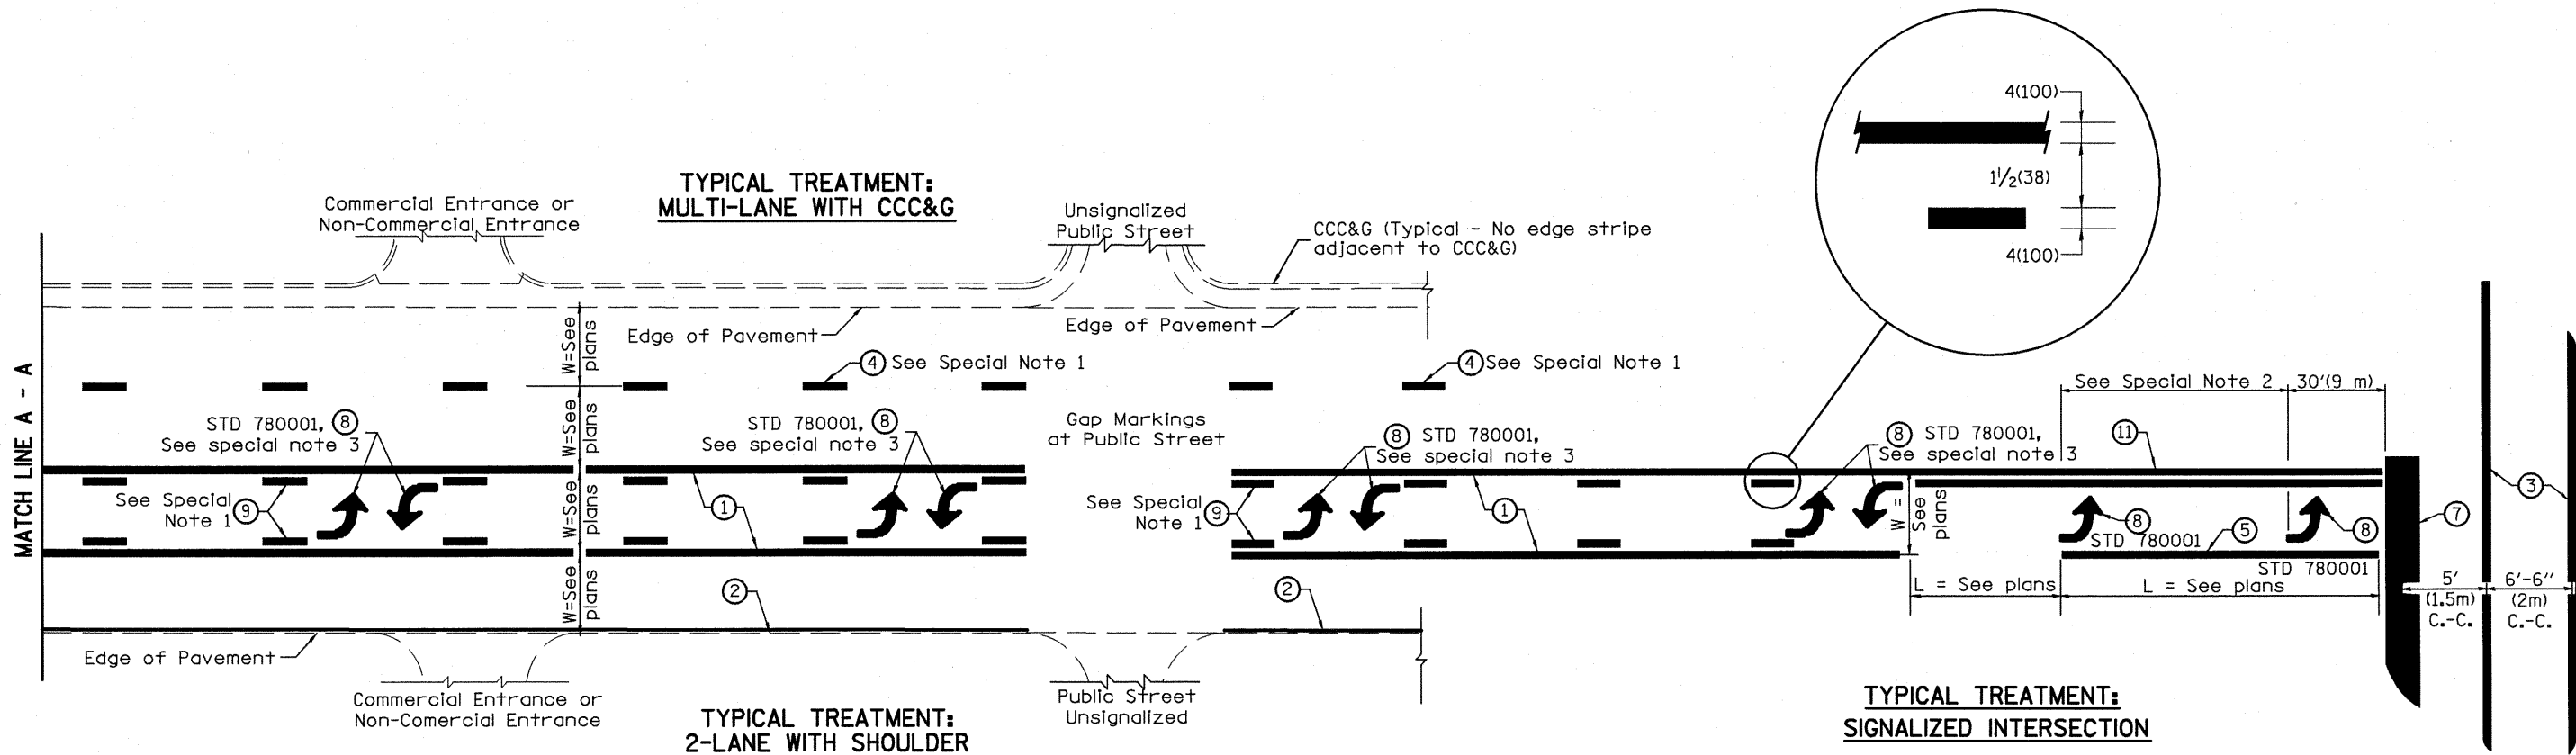 4(100)
1 1/2(38)
4(100)
TYPICAL TREATMENT:
MULTI-LANE WITH CCC&G
Commercial Entrance or
Non-Commercial Entrance
Unsignalized
Public Street
CCC&G (Typical - No edge stripe
adjacent to CCC&G)
MATCH LINE A - A
W=See
plans
Edge of Pavement
Edge of Pavement
4 See Special Note 1
4 See Special Note 1
See Special Note 2
30'(9 m)
STD 780001, 8
See special note 3
W=See
plans
STD 780001, 8
See special note 3
Gap Markings
at Public Street
8 STD 780001,
See special note 3
8 STD 780001,
See special note 3
11
See Special
Note 1 9
W=See
plans
1
See Special
Note 1 9
1
W =
See
plans
8
STD 780001
5
8
7
3
STD 780001
L = See plans
L = See plans
5'
(1.5m)
C.-C.
6'-6"
(2m)
C.-C.
W=See
plans
2
2
Edge of Pavement
Commercial Entrance or
Non-Comercial Entrance
Public Street
Unsignalized
TYPICAL TREATMENT:
2-LANE WITH SHOULDER
TYPICAL TREATMENT:
SIGNALIZED INTERSECTION